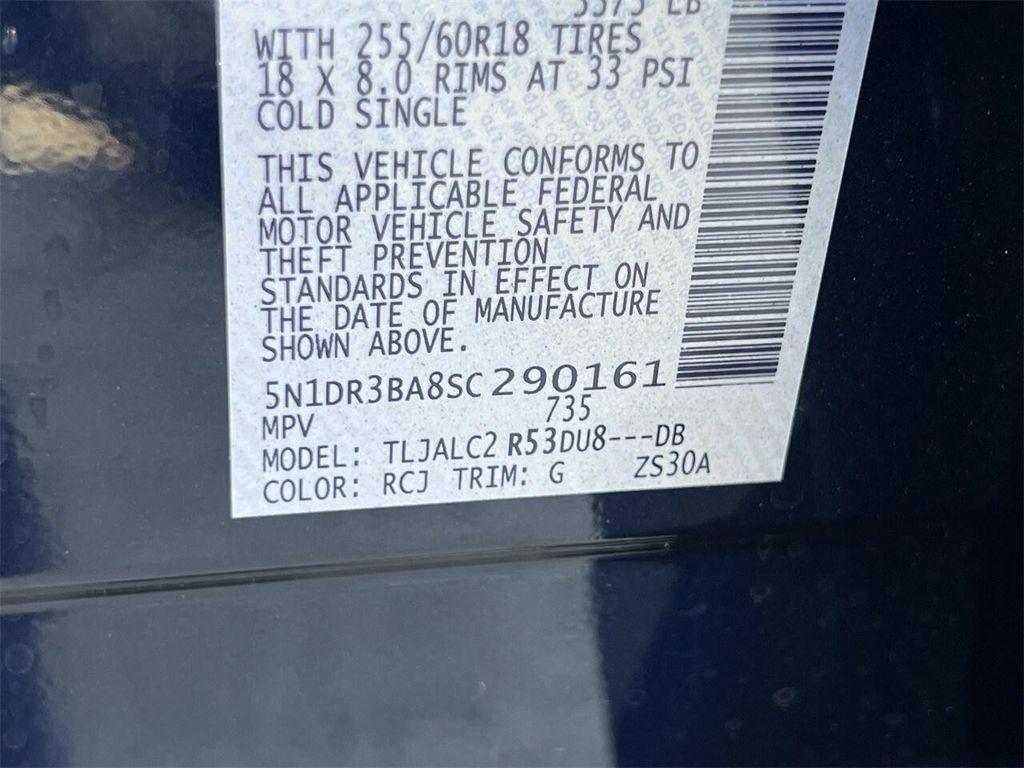 5575 LB
WITH 255/60R18 TIRES
18 X 8.0 RIMS AT 33 PSI
COLD SINGLE
THIS VEHICLE CONFORMS TO
ALL APPLICABLE FEDERAL
MOTOR VEHICLE SAFETY AND
THEFT PREVENTION
STANDARDS IN EFFECT ON
THE DATE OF MANUFACTURE
SHOWN ABOVE.
5N1DR3BA8SC290161
MPV 735
MODEL: TLJALC2 R53DU8---DB
COLOR: RCJ TRIM: G ZS30A